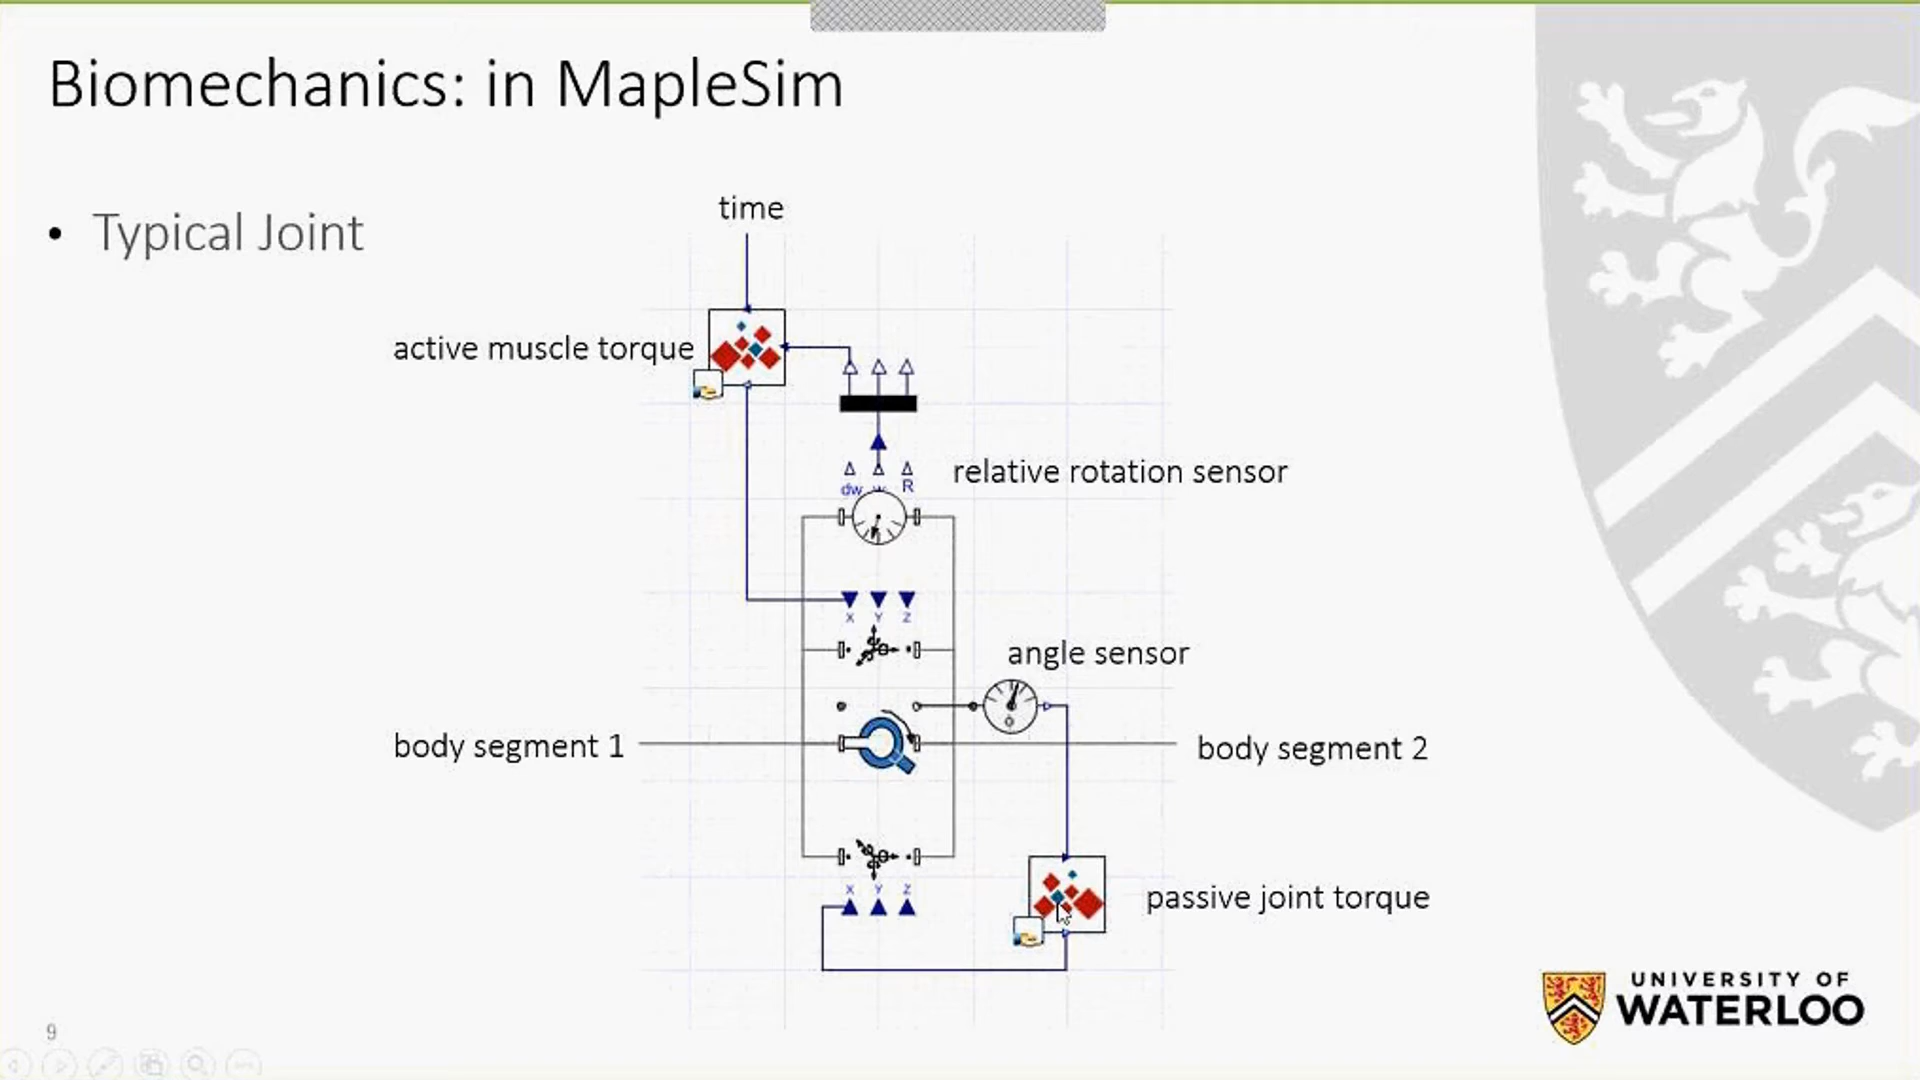 Biomechanics: in MapleSim
• Typical Joint
time
active muscle torque
dw w R
relative rotation sensor
X Y Z
angle sensor
body segment 1
body segment 2
X Y Z
passive joint torque
UNIVERSITY OF
WATERLOO
9